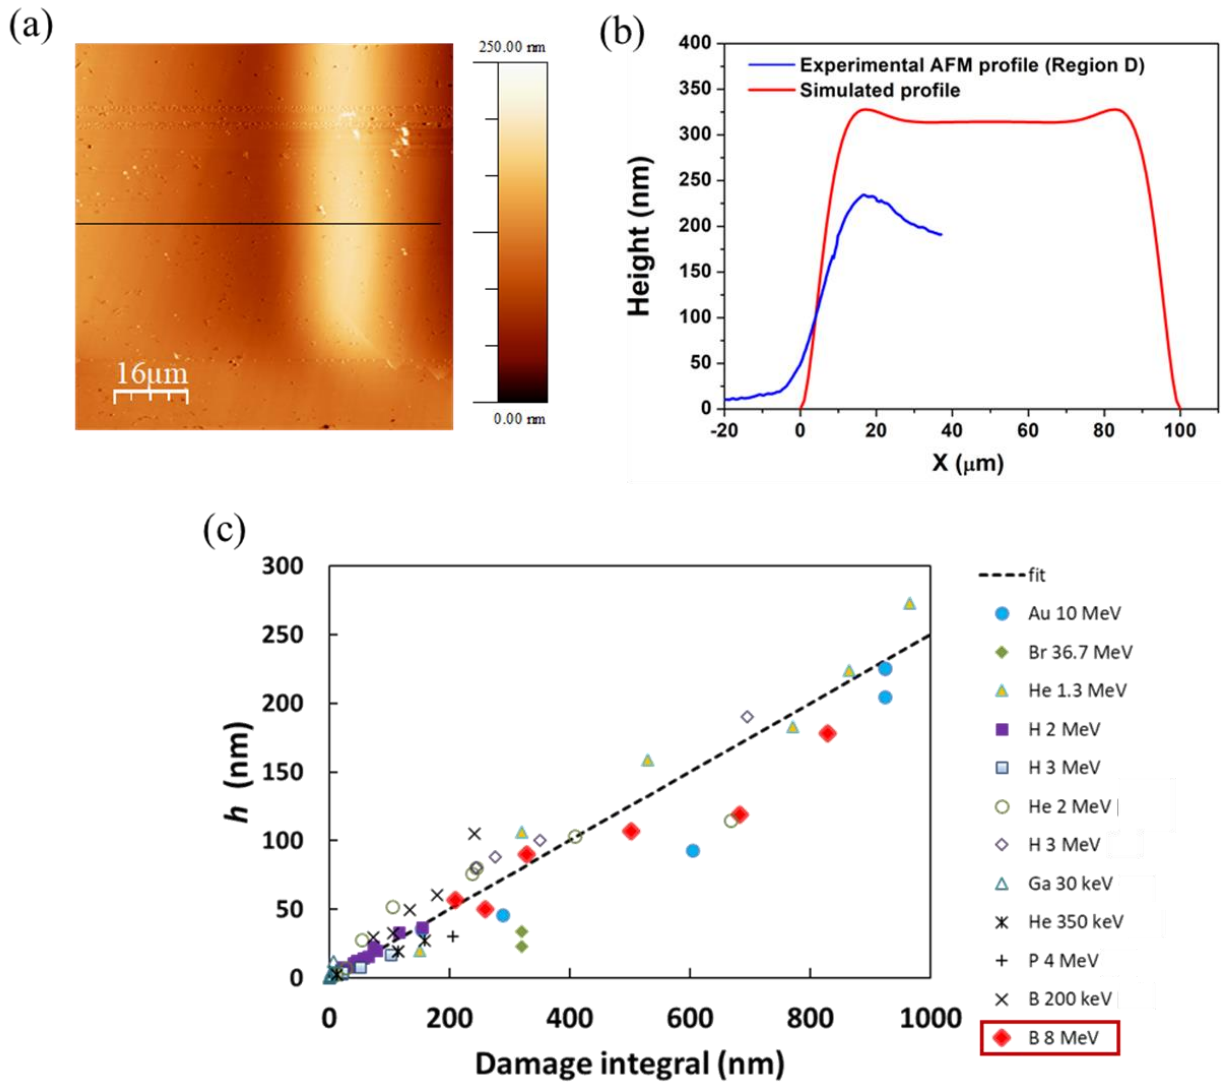 (a)
250.00 nm
16μm
0.00 nm
(b)
400
350
300
250
200
150
100
50
0
Height (nm)
Experimental AFM profile (Region D)
Simulated profile
-20 0 20 40 60 80 100
X (μm)
(c)
300
250
200
150
100
50
0
h (nm)
0 200 400 600 800 1000
Damage integral (nm)
fit
Au 10 MeV
Br 36.7 MeV
He 1.3 MeV
H 2 MeV
H 3 MeV
He 2 MeV
H 3 MeV
Ga 30 keV
He 350 keV
P 4 MeV
B 200 keV
B 8 MeV